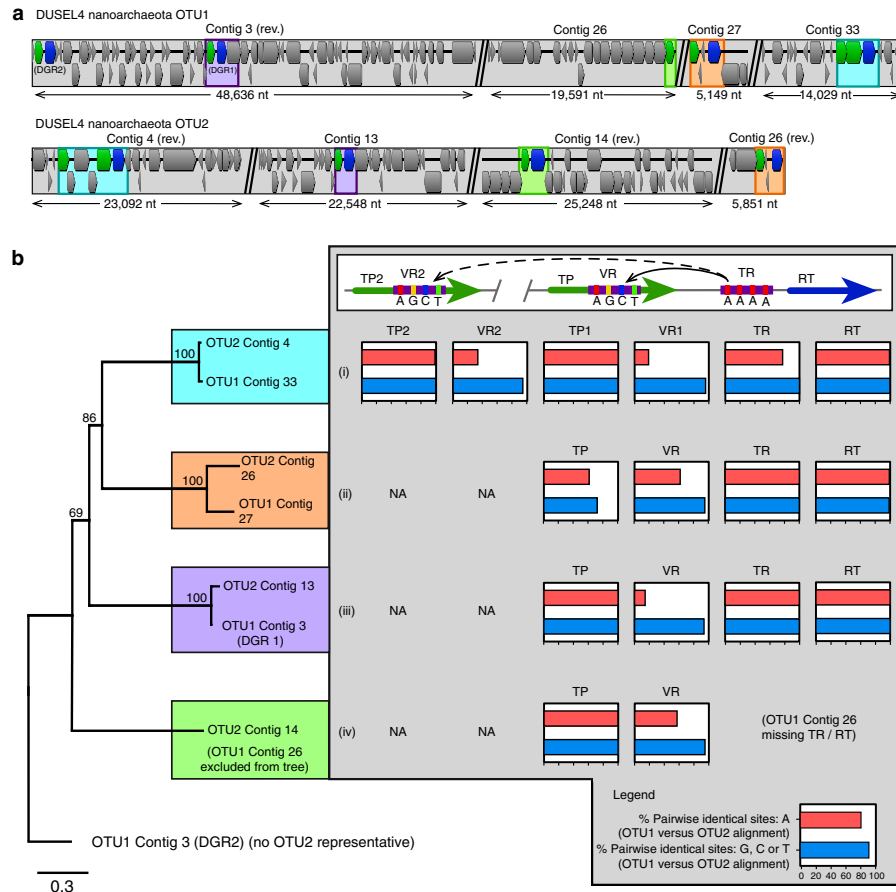 a
DUSEL4 nanoarchaeota OTU1
Contig 3 (rev.)
Contig 26
Contig 27
Contig 33
(DGR2)
(DGR1)
48,636 nt
19,591 nt
5,149 nt
14,029 nt
DUSEL4 nanoarchaeota OTU2
Contig 4 (rev.)
Contig 13
Contig 14 (rev.)
Contig 26 (rev.)
23,092 nt
22,548 nt
25,248 nt
5,851 nt
b
TP2 VR2 TP VR TR RT
A G C T A G C T A A A A
TP2 VR2 TP1 VR1 TR RT
100
OTU2 Contig 4
OTU1 Contig 33
(i)
86
TP VR TR RT
100
OTU2 Contig
26
OTU1 Contig
27
(ii) NA NA
69
TP VR TR RT
100
OTU2 Contig 13
OTU1 Contig 3
(DGR 1)
(iii) NA NA
TP VR
OTU2 Contig 14
(OTU1 Contig 26
excluded from tree)
(iv) NA NA
(OTU1 Contig 26
missing TR / RT)
Legend
% Pairwise identical sites: A
(OTU1 versus OTU2 alignment)
% Pairwise identical sites: G, C or T
(OTU1 versus OTU2 alignment)
0 20 40 60 80 100
OTU1 Contig 3 (DGR2) (no OTU2 representative)
0.3